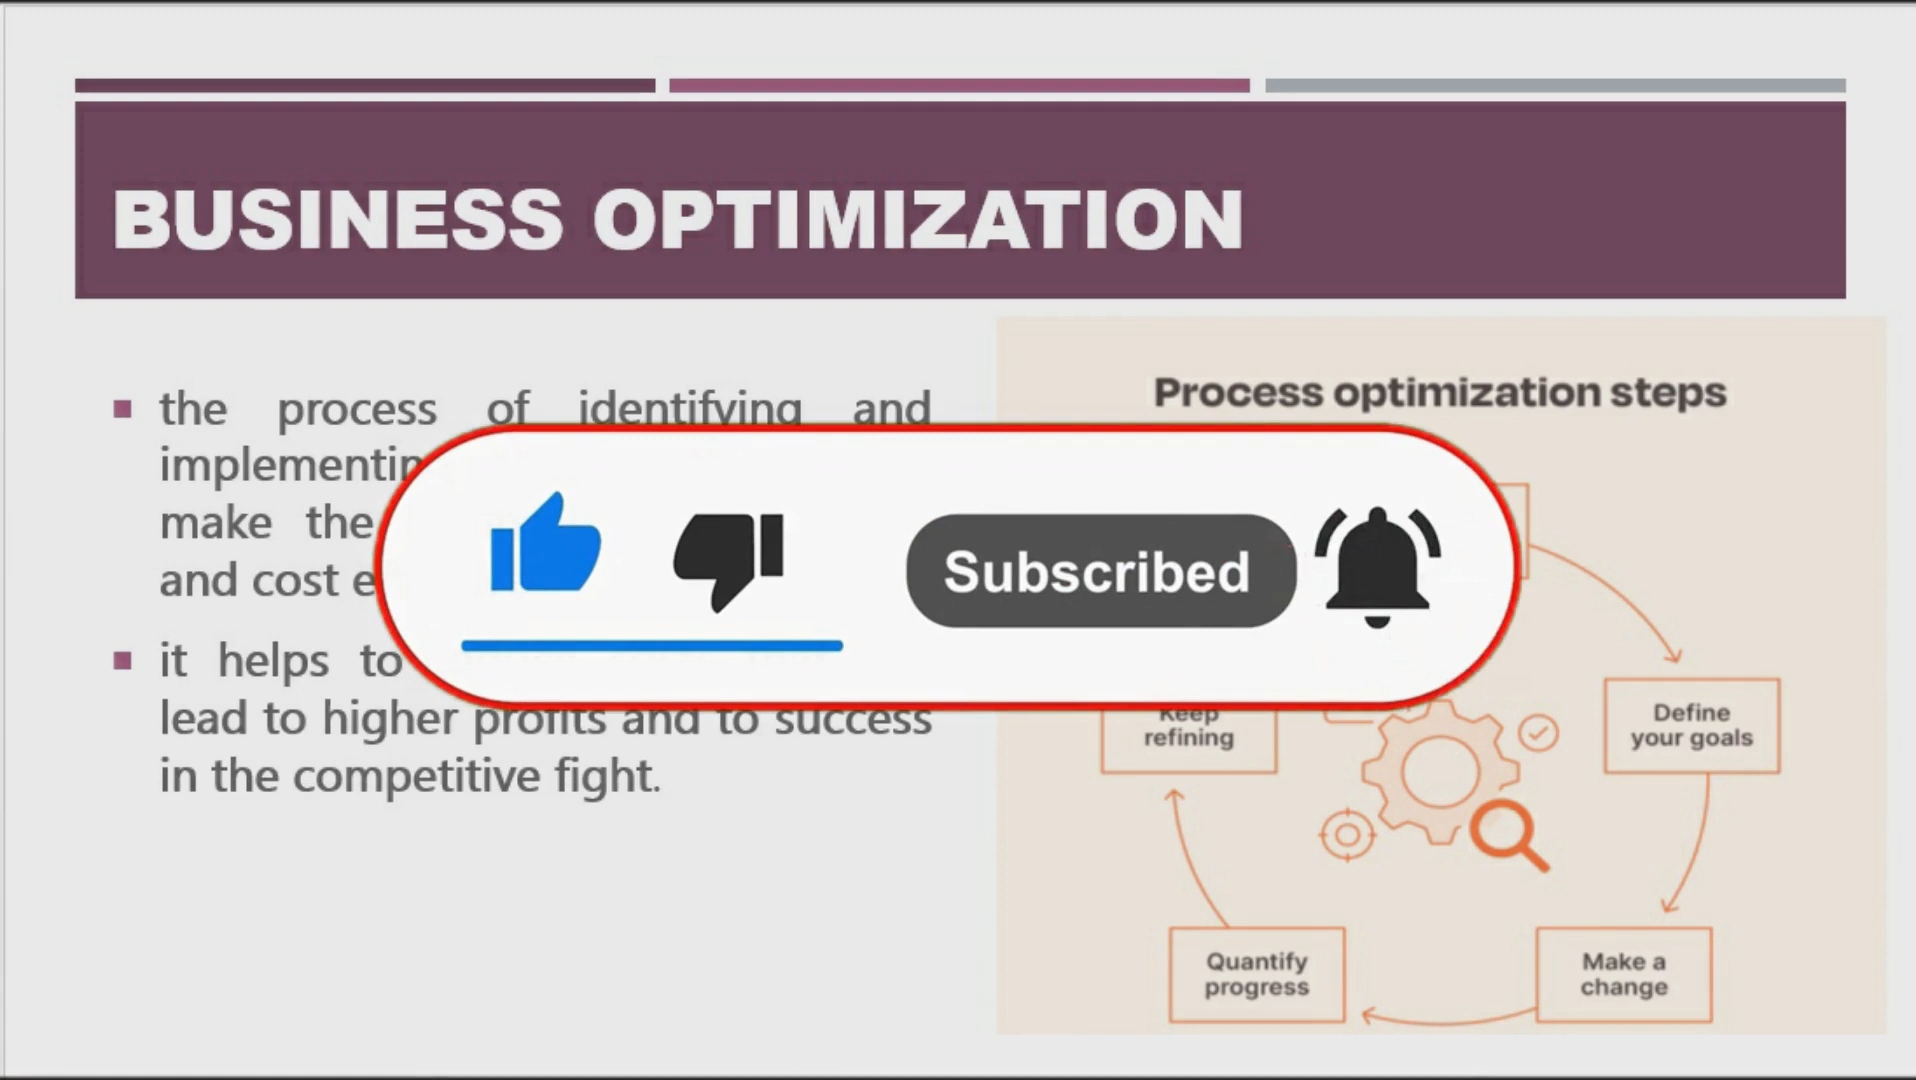 BUSINESS OPTIMIZATION
the process of identifying and
make the
and cost
it helps to
lead to higher profits and to success
in the competitive fight.
Subscribed
Process optimization steps
Define
your goals
Make a
change
Quantify
progress
Keep
refining